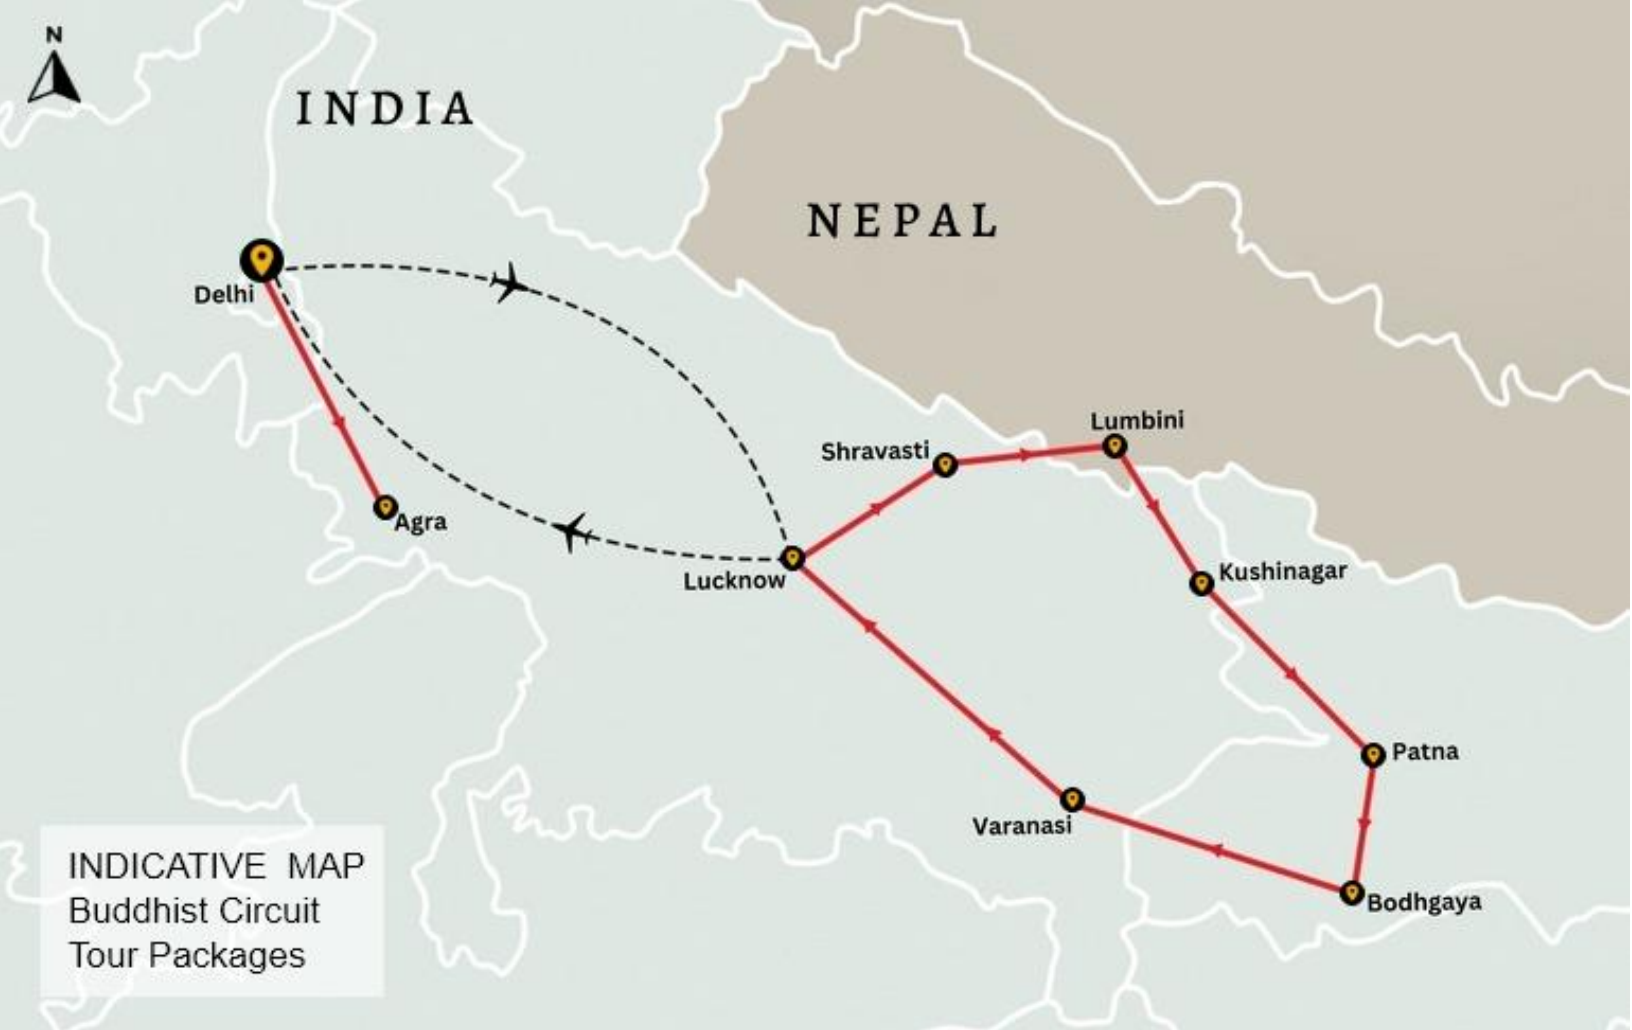 N
INDIA
NEPAL
Delhi
Lumbini
Shravasti
Agra
Lucknow
Kushinagar
Patna
Varanasi
Bodhgaya
INDICATIVE MAP
Buddhist Circuit
Tour Packages